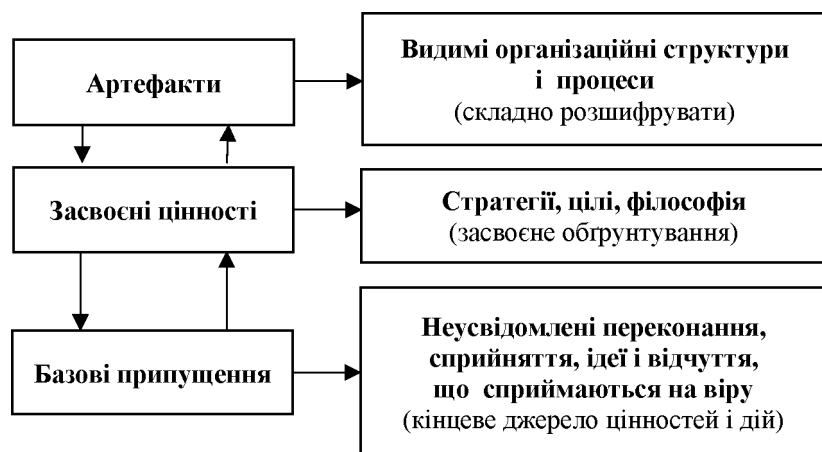 Артефакти
Видимі організаційні структури
і процеси
(складно розшифрувати)
Засвоєні цінності
Стратегії, цілі, філософія
(засвоєне обґрунтування)
Базові припущення
Неусвідомлені переконання,
сприйняття, ідеї і відчуття,
що сприймаються на віру
(кінцеве джерело цінностей і дій)